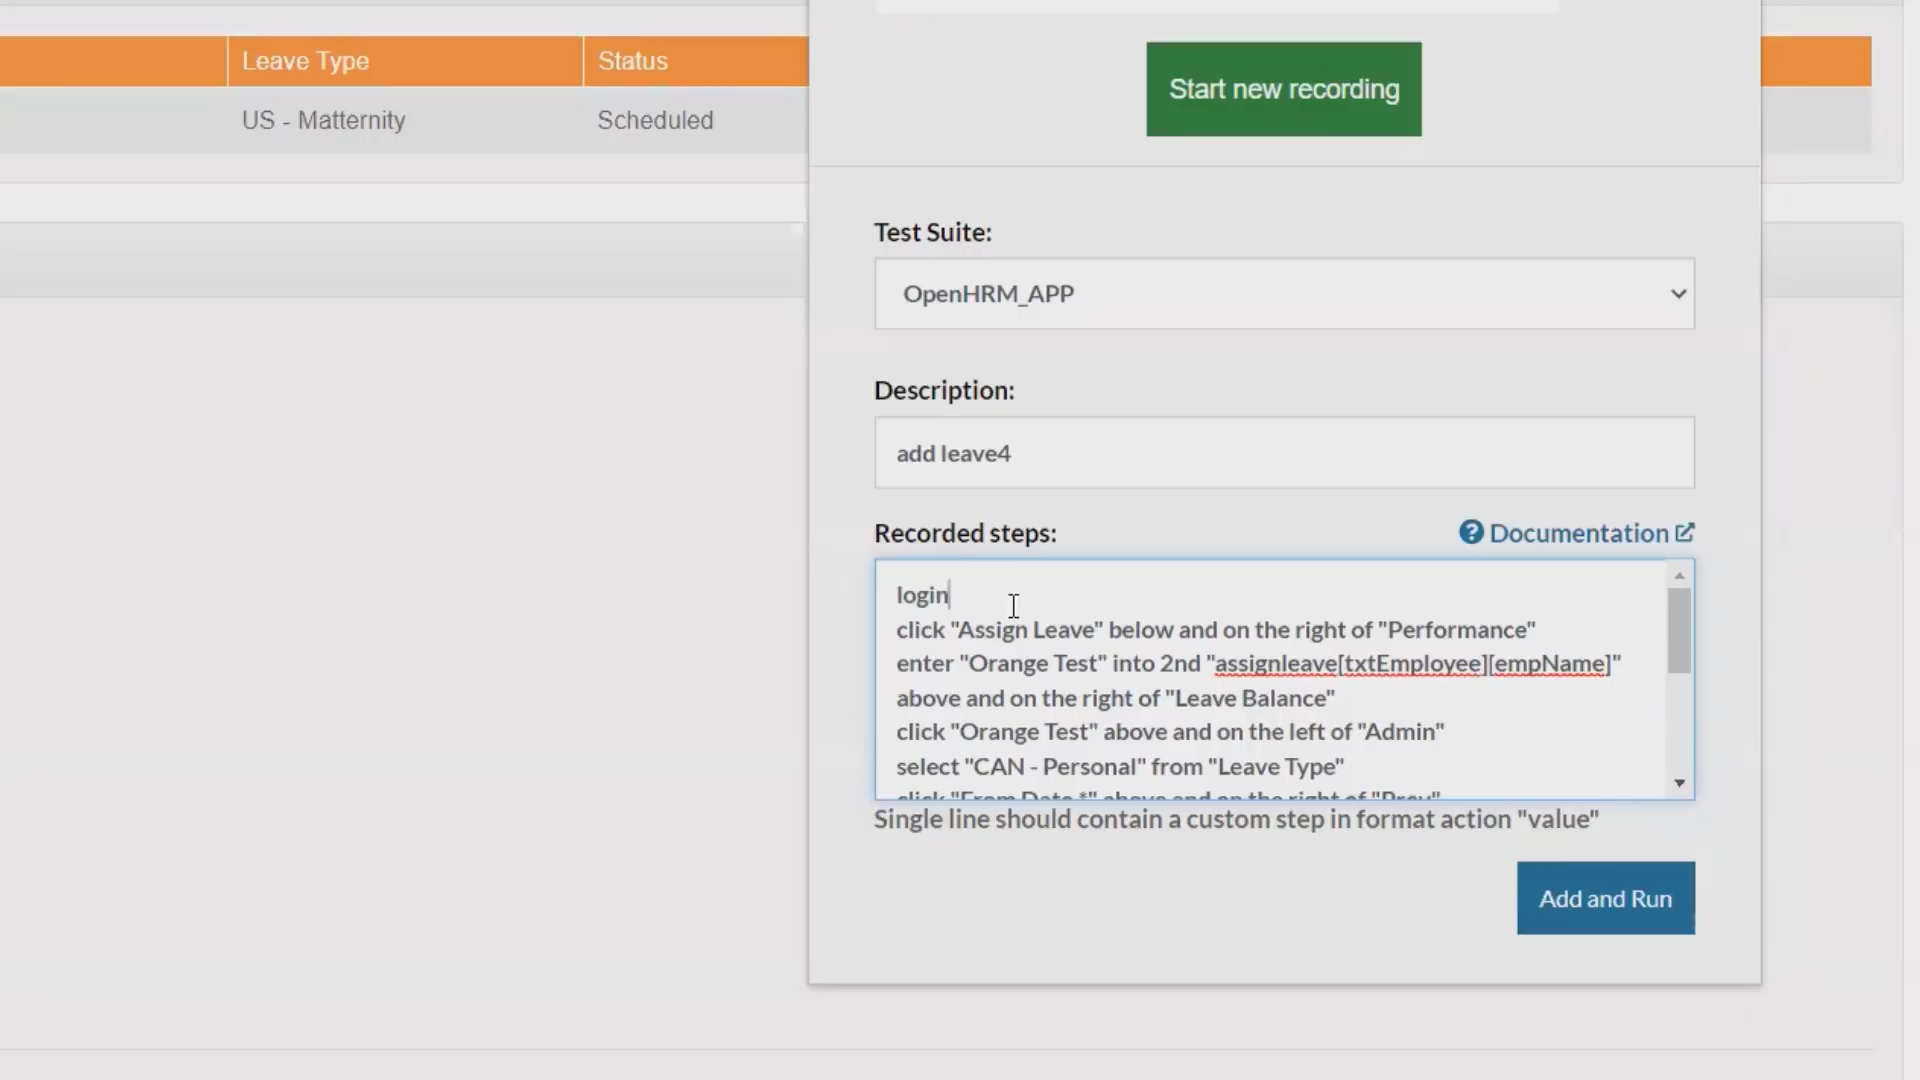 Leave Type
Status
US - Matternity
Scheduled
Start new recording
Test Suite:
OpenHRM_APP
Description:
add leave4
Recorded steps:
Documentation
login
click "Assign Leave" below and on the right of "Performance"
enter "Orange Test" into 2nd "assignleave[txtEmployee][empName]"
above and on the right of "Leave Balance"
click "Orange Test" above and on the left of "Admin"
select "CAN - Personal" from "Leave Type"
click "From Date *" above and on the right of "Prev"
Single line should contain a custom step in format action "value"
Add and Run